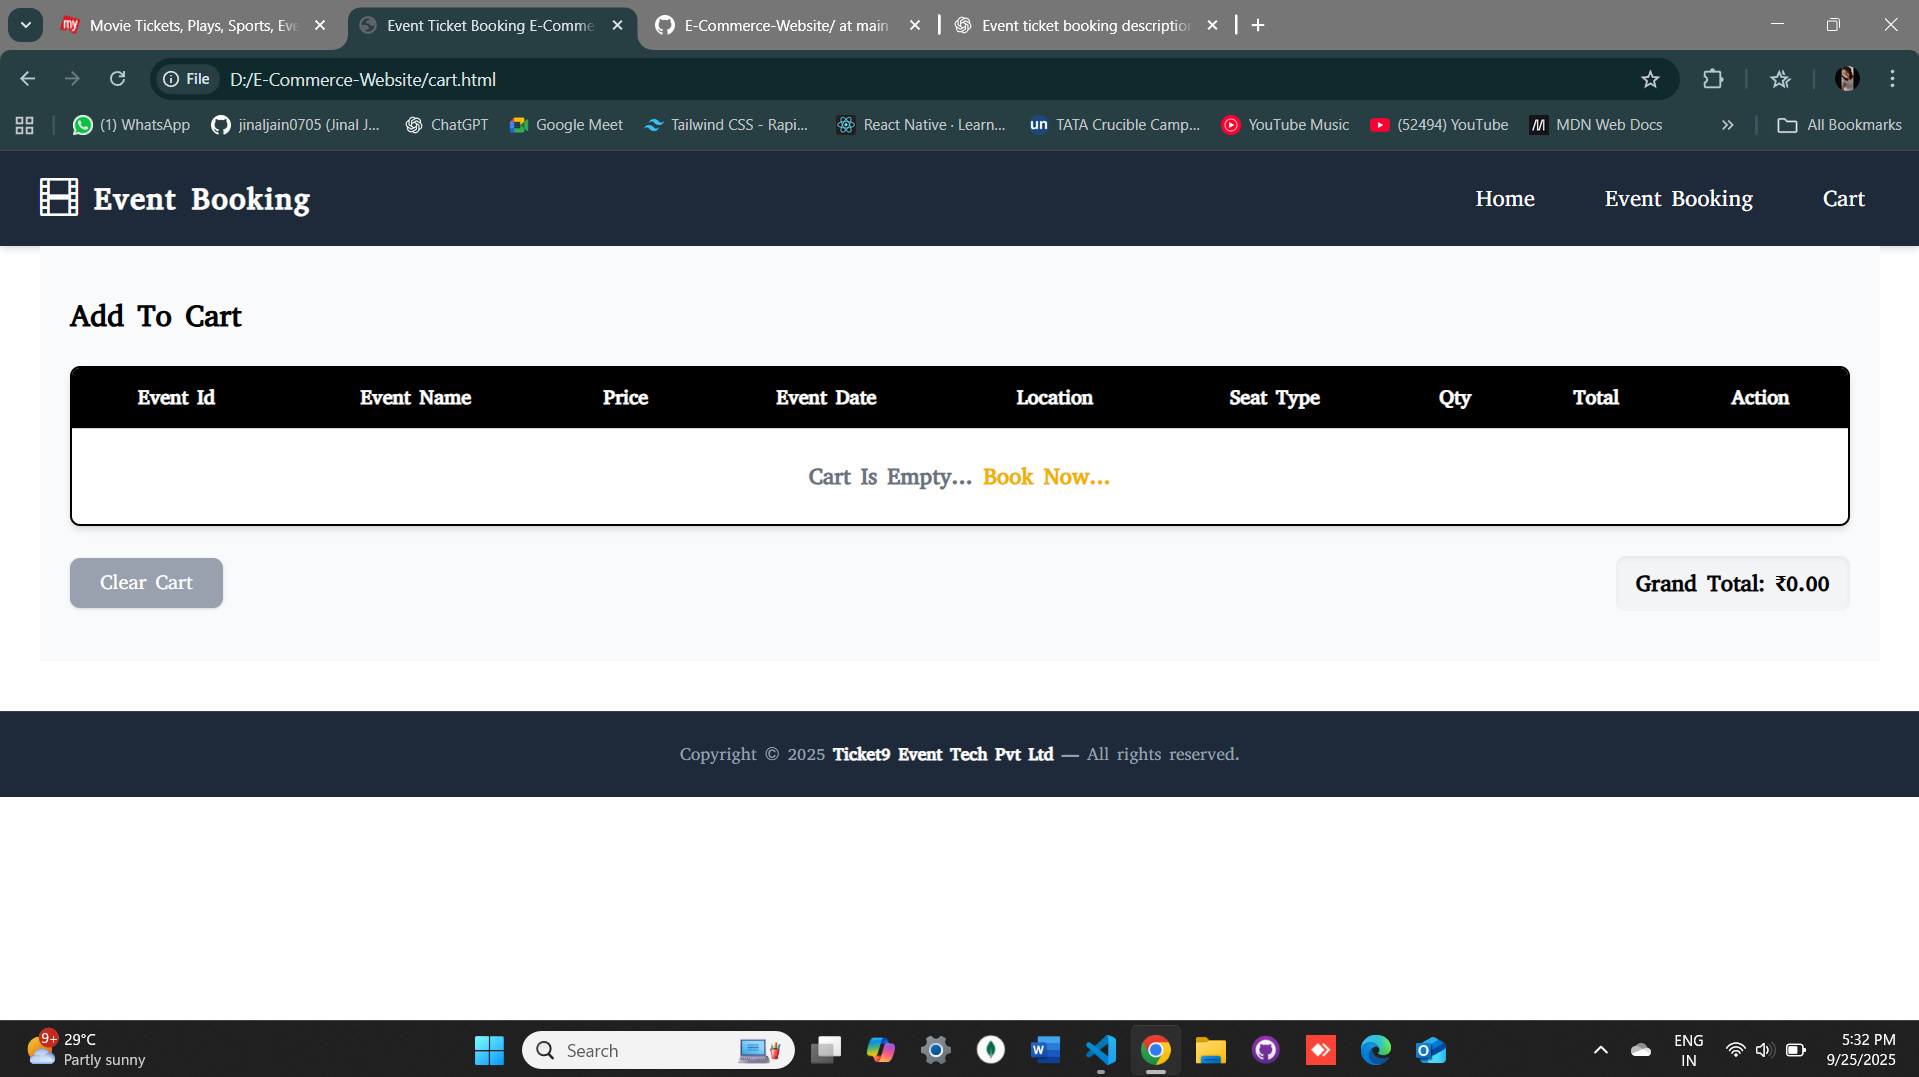 my Movie Tickets, Plays, Sports, Eve
Event Ticket Booking E-Comme
E-Commerce-Website/ at main
Event ticket booking description
File D:/E-Commerce-Website/cart.html
(1) WhatsApp
jinaljain0705 (Jinal J...
ChatGPT
Google Meet
Tailwind CSS - Rapi...
React Native · Learn...
un TATA Crucible Camp...
YouTube Music
(52494) YouTube
MDN Web Docs
All Bookmarks
Event Booking
Home
Event Booking
Cart
Add To Cart
Event Id Event Name Price Event Date Location Seat Type Qty Total Action
Cart Is Empty... Book Now...
Clear Cart
Grand Total: ₹0.00
Copyright © 2025 Ticket9 Event Tech Pvt Ltd — All rights reserved.
9+
29°C
Partly sunny
Search
ENG
IN
5:32 PM
9/25/2025